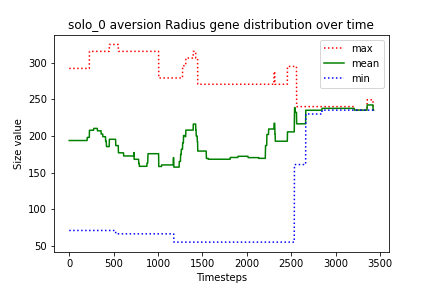 solo_0 aversion Radius gene distribution over time
max
mean
min
Size value
300
250
200
150
100
50
0
500
1000
1500
2000
2500
3000
3500
Timesteps